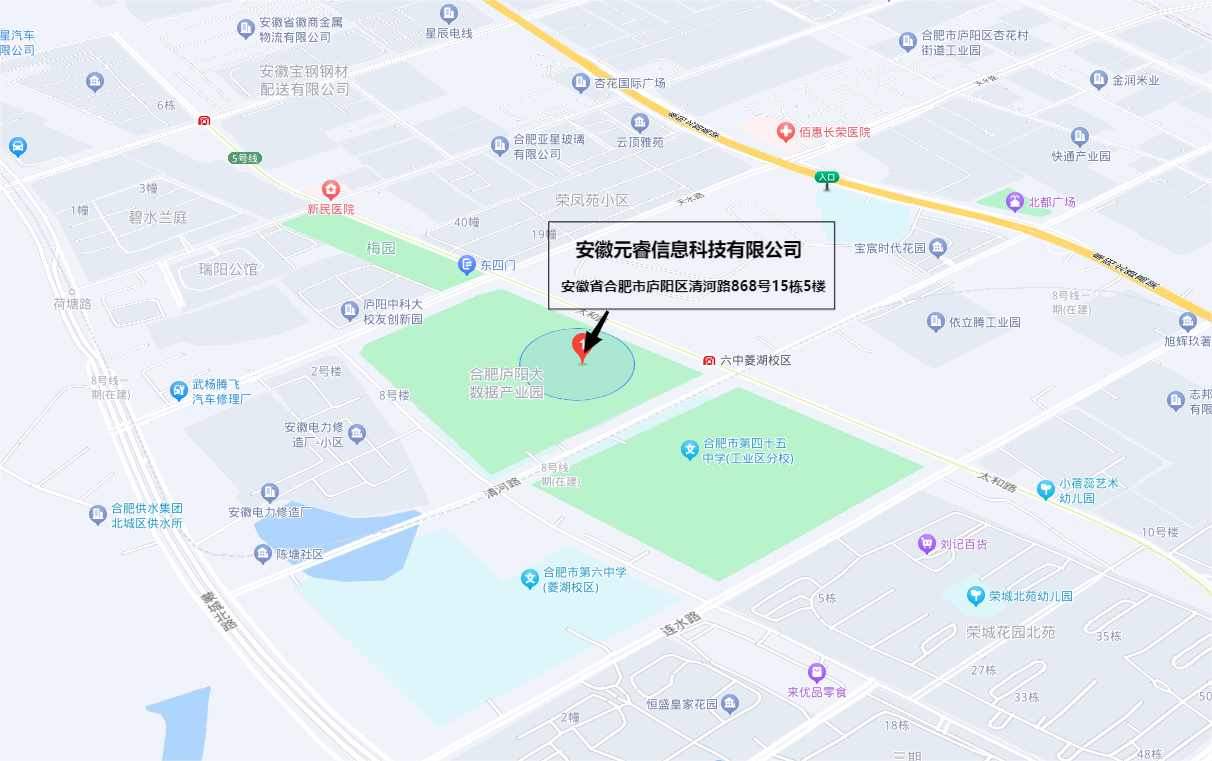 安徽省徽商金属
物流有限公司
星辰电线
星汽车
限公司
合肥市庐阳区杏花村
街道工业园
安徽宝钢钢材
配送有限公司
杏花国际广场
金润米业
6栋
佰惠长荣医院
云顶雅苑
合肥亚星玻璃
有限公司
5号线
快通产业园
入口
3幢
荣凤苑小区
新民医院
北都广场
1幢
碧水兰庭
40幢
19幢
梅园
宝宸时代花园
安徽元睿信息科技有限公司
安徽省合肥市庐阳区清河路868号15栋5楼
东四门
瑞阳公馆
荷塘路
庐阳中科大
校友创新园
8号线一
期(在建)
依立腾工业园
旭辉玖著
1
六中菱湖校区
2号楼
合肥庐阳大
数据产业园
8号线一
期(在建)
武杨腾飞
汽车修理厂
8号楼
志邦
有限
安徽电力修
造厂-小区
合肥市第四十五
中学(工业区分校)
8号线一
期(在建)
清河路
太和路
小蓓蕊艺术
幼儿园
合肥供水集团
北城区供水所
安徽电力修造厂
10号楼
刘记百货
陈塘社区
合肥市第六中学
(菱湖校区)
荣城北苑幼儿园
5栋
蒙城北路
连水路
荣城花园北苑
35栋
27栋
来优品零食
33栋
50
恒盛皇家花园
2幢
18栋
三期
48栋